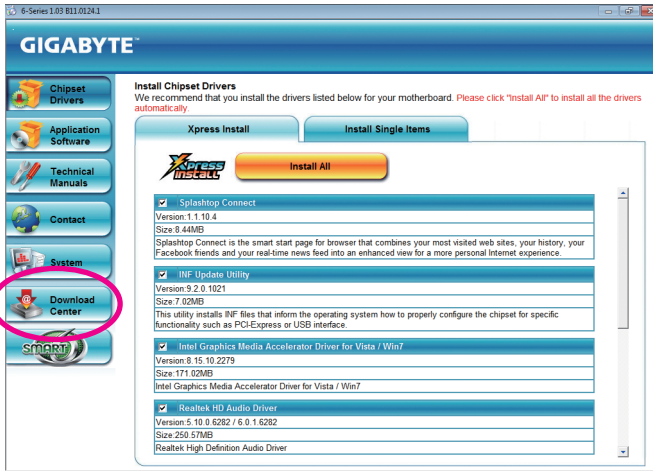 6-Series 1.03 B11.0124.1
GIGABYTE™
Chipset
Drivers
Application
Software
Technical
Manuals
Contact
System
Download
Center
SMART
Install Chipset Drivers
We recommend that you install the drivers listed below for your motherboard. Please click "Install All" to install all the drivers
automatically.
Xpress Install
Install Single Items
Xpress
Install
Install All
Splashtop Connect
Version:1.1.10.4
Size:8.44MB
Splashtop Connect is the smart start page for browser that combines your most visited web sites, your history, your
Facebook friends and your real-time news feed into an enhanced view for a more personal Internet experience.
INF Update Utility
Version:9.2.0.1021
Size:7.02MB
This utility installs INF files that inform the operating system how to properly configure the chipset for specific
functionality such as PCI-Express or USB interface.
Intel Graphics Media Accelerator Driver for Vista / Win7
Version:8.15.10.2279
Size:171.02MB
Intel Graphics Media Accelerator Driver for Vista / Win7
Realtek HD Audio Driver
Version:5.10.0.6282 / 6.0.1.6282
Size:250.57MB
Realtek High Definition Audio Driver